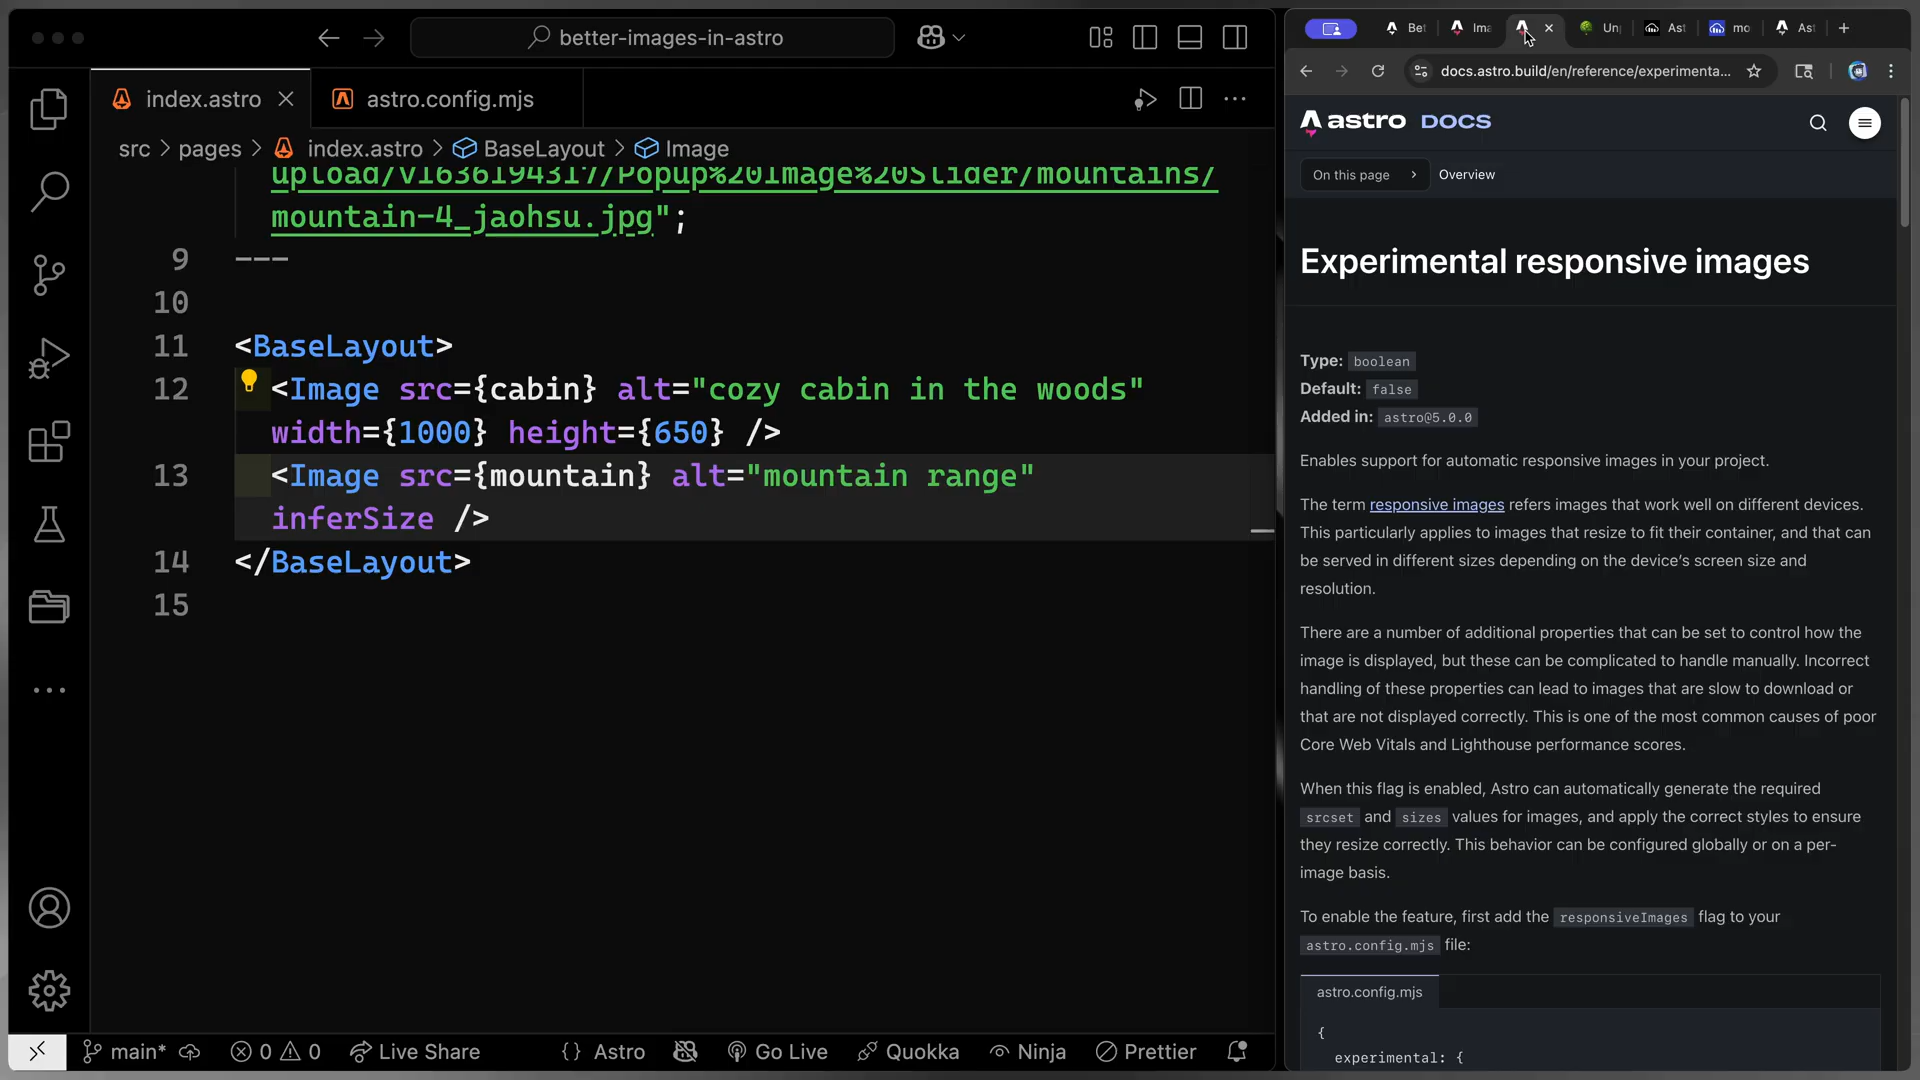 better-images-in-astro
index.astro
astro.config.mjs
src > pages > index.astro > BaseLayout > Image
upload/v1636194317/Popup%20Image%20Slider/mountains/
mountain-4_jaohsu.jpg";
9 ---
10
11 <BaseLayout>
12 <Image src={cabin} alt="cozy cabin in the woods"
width={1000} height={650} />
13 <Image src={mountain} alt="mountain range"
inferSize />
14 </BaseLayout>
15
main* 0 0 Live Share {} Astro Go Live Quokka Ninja Prettier
Bet Ima Un Ast mo Ast
docs.astro.build/en/reference/experimenta...
astro DOCS
On this page > Overview
Experimental responsive images
Type: boolean
Default: false
Added in: astro@5.0.0
Enables support for automatic responsive images in your project.
The term responsive images refers images that work well on different devices.
This particularly applies to images that resize to fit their container, and that can
be served in different sizes depending on the device's screen size and
resolution.
There are a number of additional properties that can be set to control how the
image is displayed, but these can be complicated to handle manually. Incorrect
handling of these properties can lead to images that are slow to download or
that are not displayed correctly. This is one of the most common causes of poor
Core Web Vitals and Lighthouse performance scores.
When this flag is enabled, Astro can automatically generate the required
srcset and sizes values for images, and apply the correct styles to ensure
they resize correctly. This behavior can be configured globally or on a per-
image basis.
To enable the feature, first add the responsiveImages flag to your
astro.config.mjs file:
astro.config.mjs
{
experimental: {